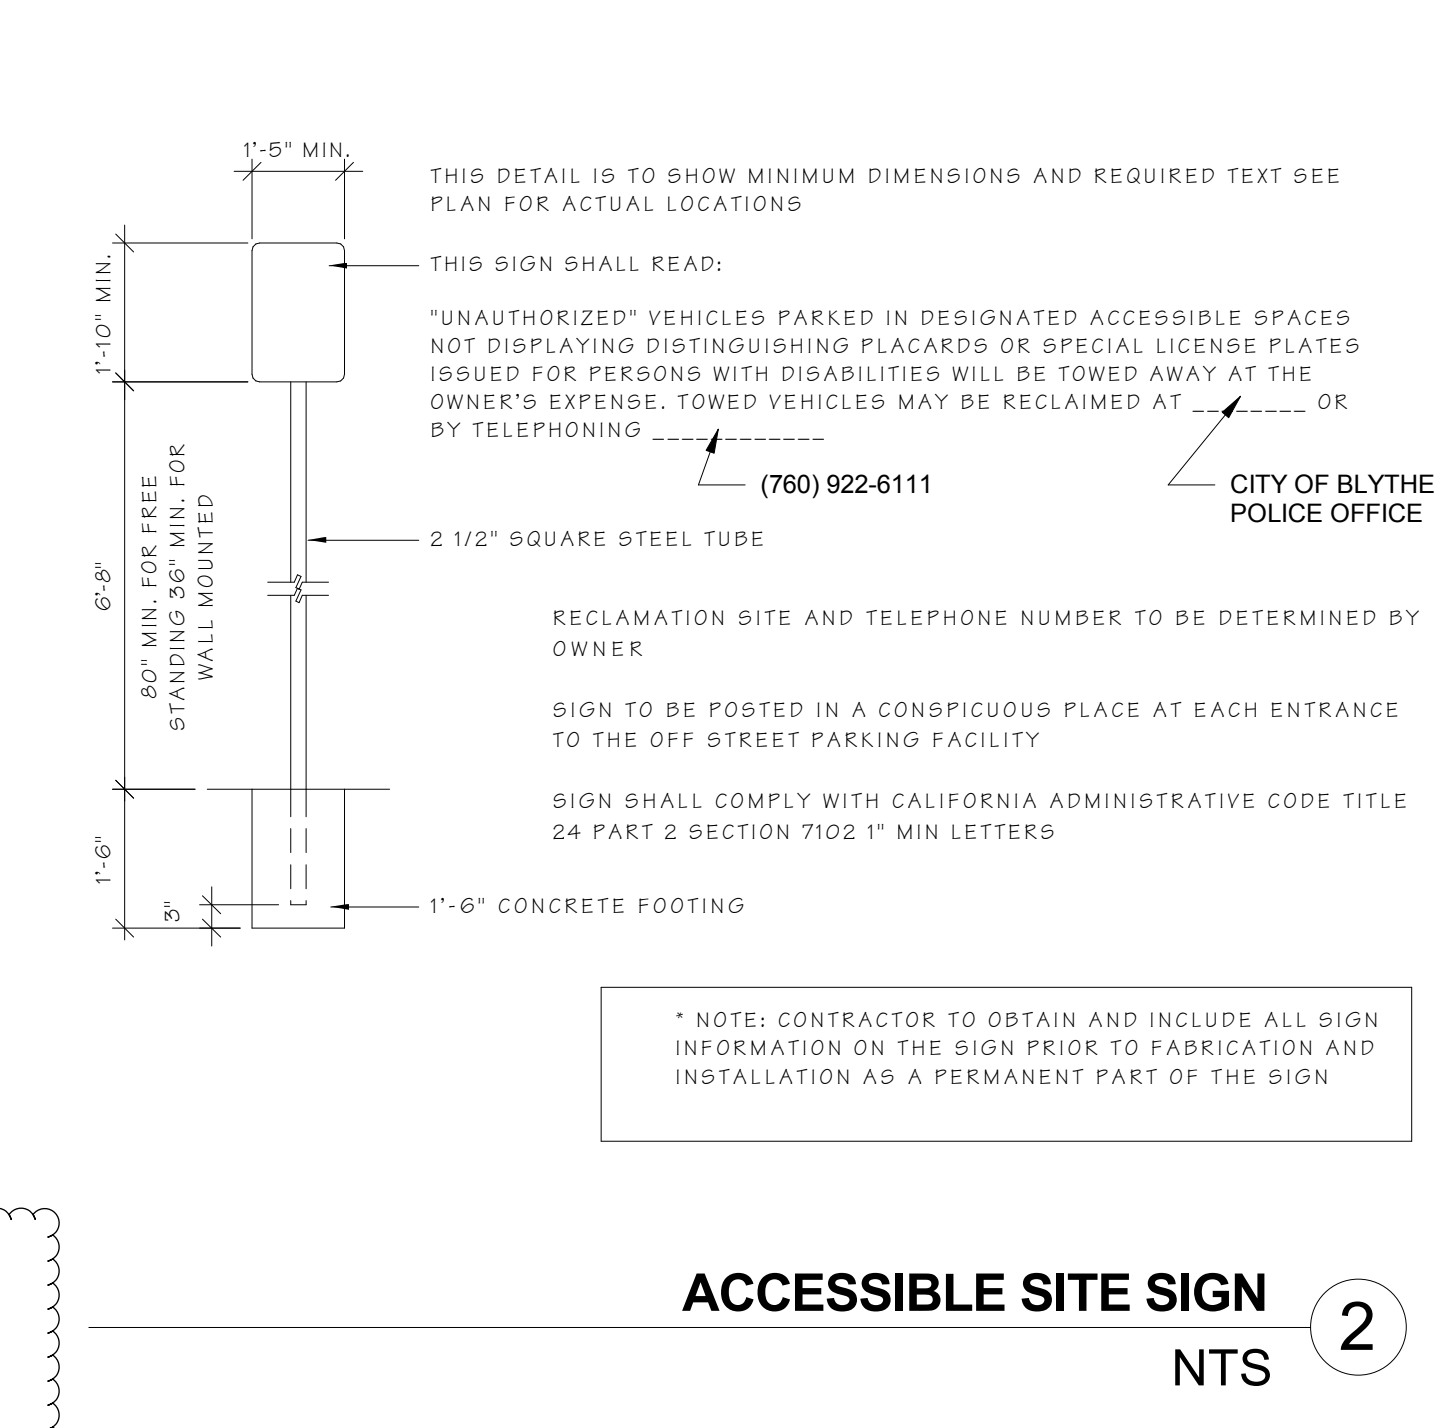 1'-5" MIN.
THIS DETAIL IS TO SHOW MINIMUM DIMENSIONS AND REQUIRED TEXT SEE
PLAN FOR ACTUAL LOCATIONS
THIS SIGN SHALL READ:
1'-10" MIN.
"UNAUTHORIZED" VEHICLES PARKED IN DESIGNATED ACCESSIBLE SPACES
NOT DISPLAYING DISTINGUISHING PLACARDS OR SPECIAL LICENSE PLATES
ISSUED FOR PERSONS WITH DISABILITIES WILL BE TOWED AWAY AT THE
OWNER'S EXPENSE. TOWED VEHICLES MAY BE RECLAIMED AT ________ OR
BY TELEPHONING ____________
(760) 922-6111
CITY OF BLYTHE
POLICE OFFICE
2 1/2" SQUARE STEEL TUBE
6'-8"
80" MIN. FOR FREE
STANDING 36" MIN. FOR
WALL MOUNTED
RECLAMATION SITE AND TELEPHONE NUMBER TO BE DETERMINED BY
OWNER
SIGN TO BE POSTED IN A CONSPICUOUS PLACE AT EACH ENTRANCE
TO THE OFF STREET PARKING FACILITY
SIGN SHALL COMPLY WITH CALIFORNIA ADMINISTRATIVE CODE TITLE
24 PART 2 SECTION 7102 1" MIN LETTERS
1'-6"
3"
1'-6" CONCRETE FOOTING
* NOTE: CONTRACTOR TO OBTAIN AND INCLUDE ALL SIGN
INFORMATION ON THE SIGN PRIOR TO FABRICATION AND
INSTALLATION AS A PERMANENT PART OF THE SIGN
ACCESSIBLE SITE SIGN
2
NTS